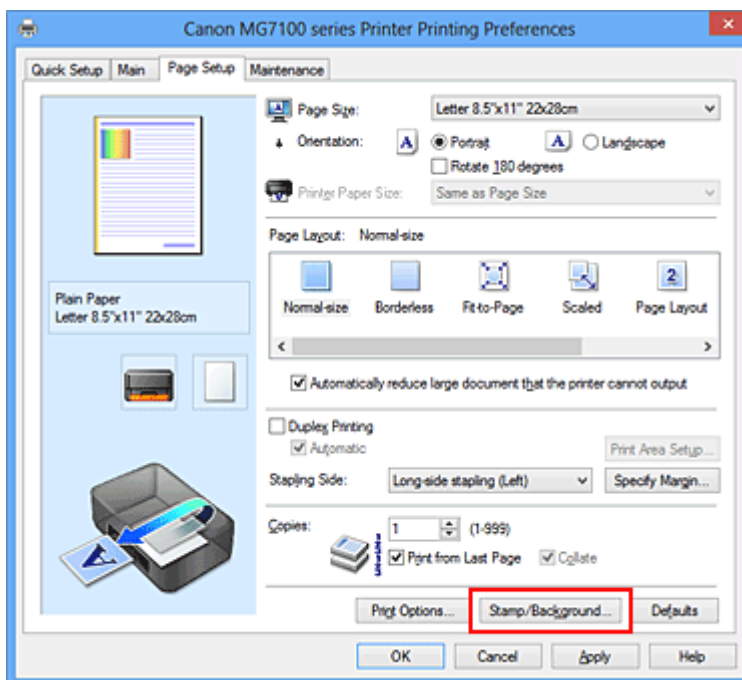 Canon MG7100 series Printer Printing Preferences
Quick Setup Main Page Setup Maintenance
Page Size: Letter 8.5"x11" 22x28cm
Orientation: A Portrait A Landscape
Rotate 180 degrees
Printer Paper Size: Same as Page Size
Page Layout: Normal-size
Normal-size Borderless Fit-to-Page Scaled Page Layout
Plain Paper
Letter 8.5"x11" 22x28cm
Automatically reduce large document that the printer cannot output
Duplex Printing
Automatic Print Area Setup...
Stapling Side: Long-side stapling (Left) Specify Margin...
Copies: 1 (1-999)
Print from Last Page Collate
Print Options... Stamp/Background... Defaults
OK Cancel Apply Help